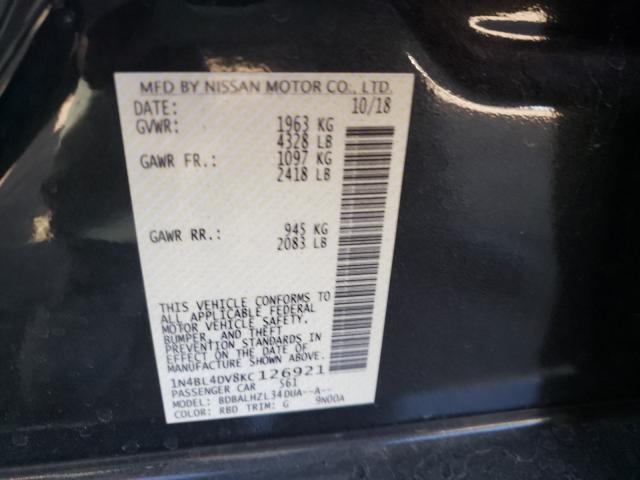 MFD BY NISSAN MOTOR CO., LTD.
DATE: 10/18
GVWR: 1963 KG
4328 LB
GAWR FR.: 1097 KG
2418 LB
GAWR RR.: 945 KG
2083 LB
THIS VEHICLE CONFORMS TO
ALL APPLICABLE FEDERAL
MOTOR VEHICLE SAFETY,
BUMPER, AND THEFT
PREVENTION STANDARDS IN
EFFECT ON THE DATE OF
MANUFACTURE SHOWN ABOVE.
1N4BL4DV8KC126921
PASSENGER CAR 561
MODEL: BDBALHZL34DUA--A--
COLOR: RBD TRIM: G 9N00A